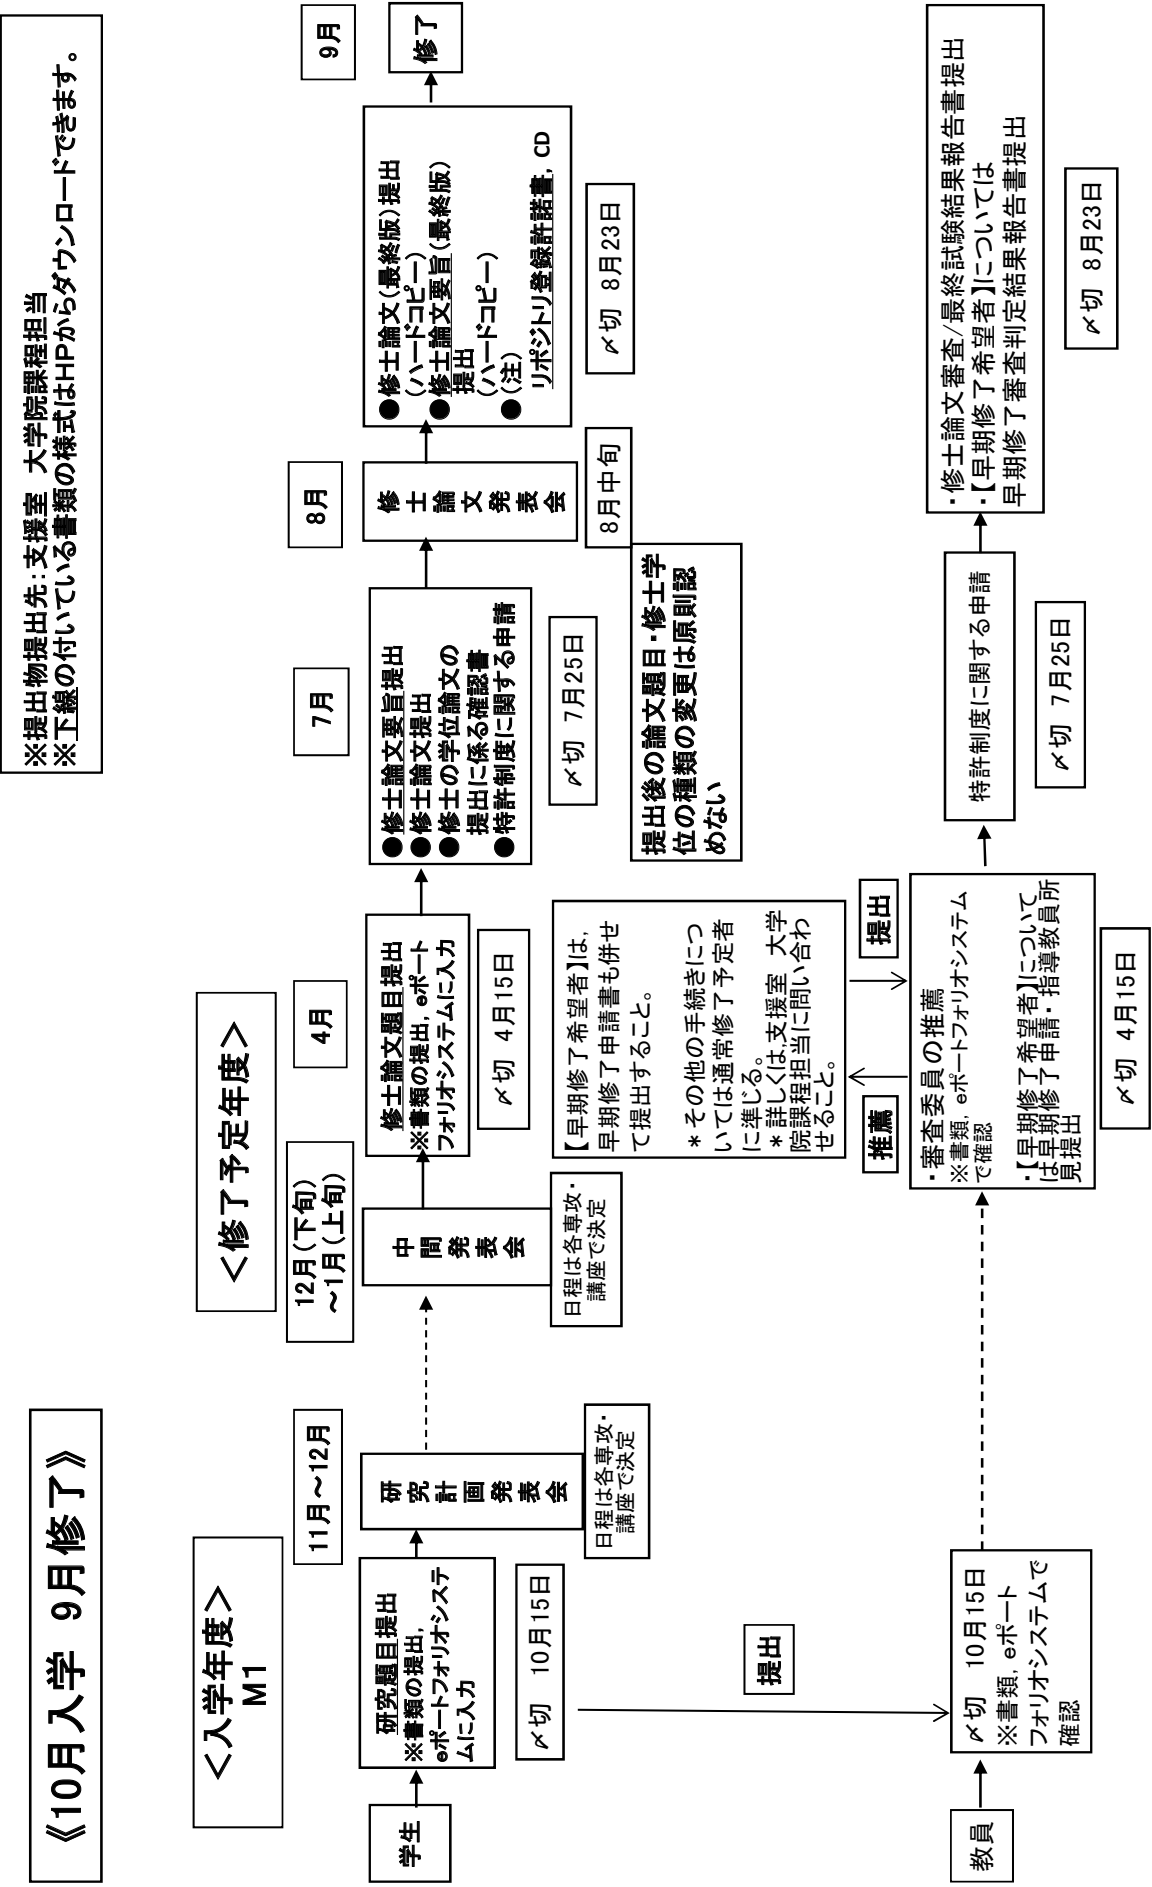 《10月入学　9月修了》
※提出物提出先：支援室　大学院課程担当
※下線の付いている書類の様式はHPからダウンロードできます。
＜入学年度＞
M1
＜修了予定年度＞
11月～12月
12月（下旬）
～1月（上旬）
4月
7月
8月
9月
学生
研究題目提出
※書類の提出，
eポートフォリオシステ
ムに入力
〆切　10月15日
研
究
計
画
発
表
会
日程は各専攻・
講座で決定
中
間
発
表
会
日程は各専攻・
講座で決定
修士論文題目提出
※書類の提出，eポート
フォリオシステムに入力
〆切　4月15日
【早期修了希望者】は，
早期修了申請書も併せ
て提出すること。
＊その他の手続きにつ
いては通常修了予定者
に準じる。
＊詳しくは，支援室　大学
院課程担当に問い合わ
せること。
●修士論文要旨提出
●修士論文提出
●修士の学位論文の
提出に係る確認書
●特許制度に関する申請
〆切　7月25日
提出後の論文題目・修士学
位の種類の変更は原則認
めない
修
士
論
文
発
表
会
8月中旬
●修士論文（最終版）提出
（ハードコピー）
●修士論文要旨（最終版）
提出
（ハードコピー）
●（注）
リポジトリ登録許諾書，CD
〆切　8月23日
修了
提出
推薦
提出
教員
〆切　10月15日
※書類，eポート
フォリオシステムで
確認
・審査委員の推薦
※書類，eポートフォリオシステム
で確認
・【早期修了希望者】について
は早期修了申請・指導教員所
見提出
〆切　4月15日
特許制度に関する申請
〆切　7月25日
・修士論文審査/最終試験結果報告書提出
・【早期修了希望者】については
早期修了審査判定結果報告書提出
〆切　8月23日